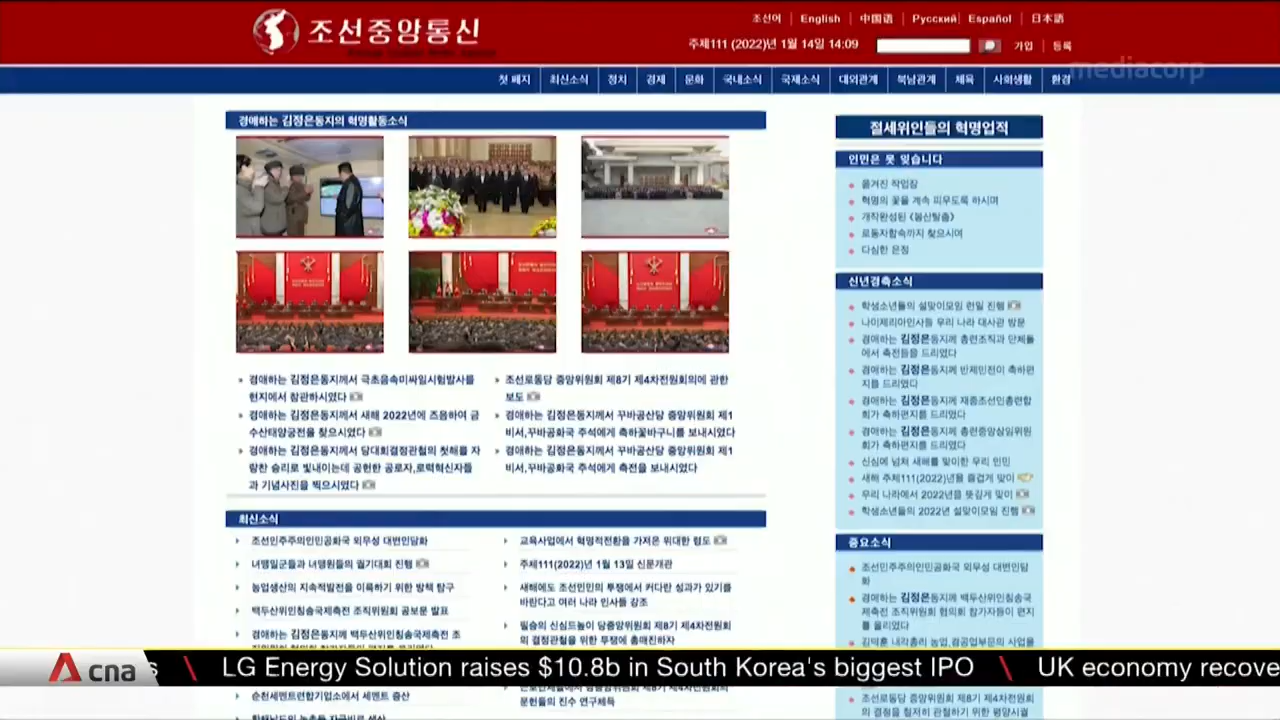 조선중앙통신
조선어 | English | 中国语 | Русский | Español | 日本語
주체111 (2022)년 1월 14일 14:09
가입 | 등록
mediacorp
첫 페지 | 최신소식 | 정치 | 경제 | 문화 | 국내소식 | 국제소식 | 대외관계 | 북남관계 | 체육 | 사회생활 | 환경
경애하는 김정은동지의 혁명활동소식
경애하는 김정은동지께서 극초음속미싸일시험발사를
현지에서 참관하시였다
경애하는 김정은동지께서 새해 2022년에 즈음하여 금
수산태양궁전을 찾으시였다
경애하는 김정은동지께서 당대회결정관철의 첫해를 자
랑찬 승리로 빛내이는데 공헌한 공로자,로력혁신자들
과 기념사진을 찍으시였다
조선로동당 중앙위원회 제8기 제4차전원회의에 관한
보도
경애하는 김정은동지께서 꾸바공산당 중앙위원회 제1
비서,꾸바공화국 주석에게 축하꽃바구니를 보내시였다
경애하는 김정은동지께서 꾸바공산당 중앙위원회 제1
비서,꾸바공화국 주석에게 축전을 보내시였다
최신소식
조선민주주의인민공화국 외무성 대변인담화
녀맹일군들과 녀맹원들의 궐기대회 진행
농업생산의 지속적발전을 이룩하기 위한 방책 탐구
백두산위인칭송국제축전 조직위원회 공보문 발표
경애하는 김정은동지께 백두산위인칭송국제축전 조
순천세멘트련합기업소에서 세멘트 증산
교육사업에서 혁명적전환을 가져온 위대한 령도
주체111(2022)년 1월 13일 신문개관
새해에도 조선인민의 투쟁에서 커다란 성과가 있기를
바란다고 여러 나라 인사들 강조
필승의 신심드높이 당중앙위원회 제8기 제4차전원회의
의 결정관철을 위한 투쟁에 총매진하자
문헌들의 진수 연구체득
절세위인들의 혁명업적
인민은 못 잊습니다
옮겨진 작업장
혁명의 꽃을 계속 피우도록 하시며
개작완성된 《봉산탈춤》
로동자합숙까지 찾으시여
다심한 은정
신년경축소식
학생소년들의 설맞이모임 련일 진행
나이제리아인사들 우리 나라 대사관 방문
경애하는 김정은동지께 총련조직과 단체들
에서 축전들을 드리였다
경애하는 김정은동지께 반제민전이 축하편
지를 드리였다
경애하는 김정은동지께 재중조선인총련합
회가 축하편지를 드리였다
경애하는 김정은동지께 총련중앙상임위원
회가 축하편지를 드리였다
신심에 넘쳐 새해를 맞이한 우리 인민
새해 주체111(2022)년을 즐겁게 맞이
우리 나라에서 2022년을 뜻깊게 맞이
학생소년들의 2022년 설맞이모임 진행
중요소식
조선민주주의인민공화국 외무성 대변인담
화
경애하는 김정은동지께 백두산위인칭송국
제축전 조직위원회 협의회 참가자들이 편지
를 올리였다
김덕훈 내각총리 농업,경공업부문의 사업을
조선로동당 중앙위원회 제8기 제4차전원회의
의 결정을 철저히 관철하기 위한 평양시궐
cna s \ LG Energy Solution raises $10.8b in South Korea's biggest IPO \ UK economy recove